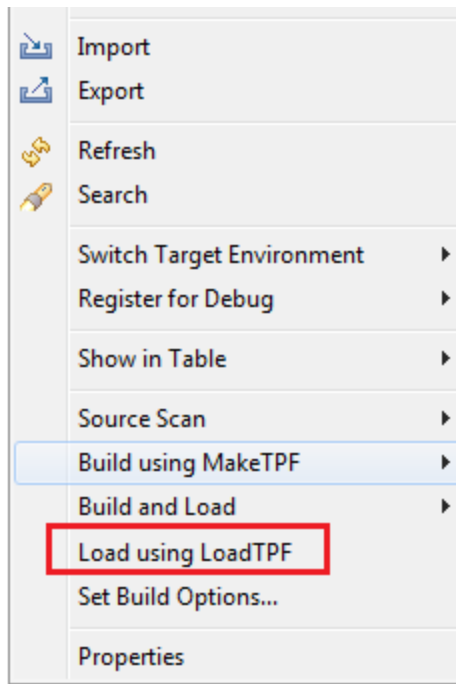 Import
Export
Refresh
Search
Switch Target Environment
Register for Debug
Show in Table
Source Scan
Build using MakeTPF
Build and Load
Load using LoadTPF
Set Build Options...
Properties